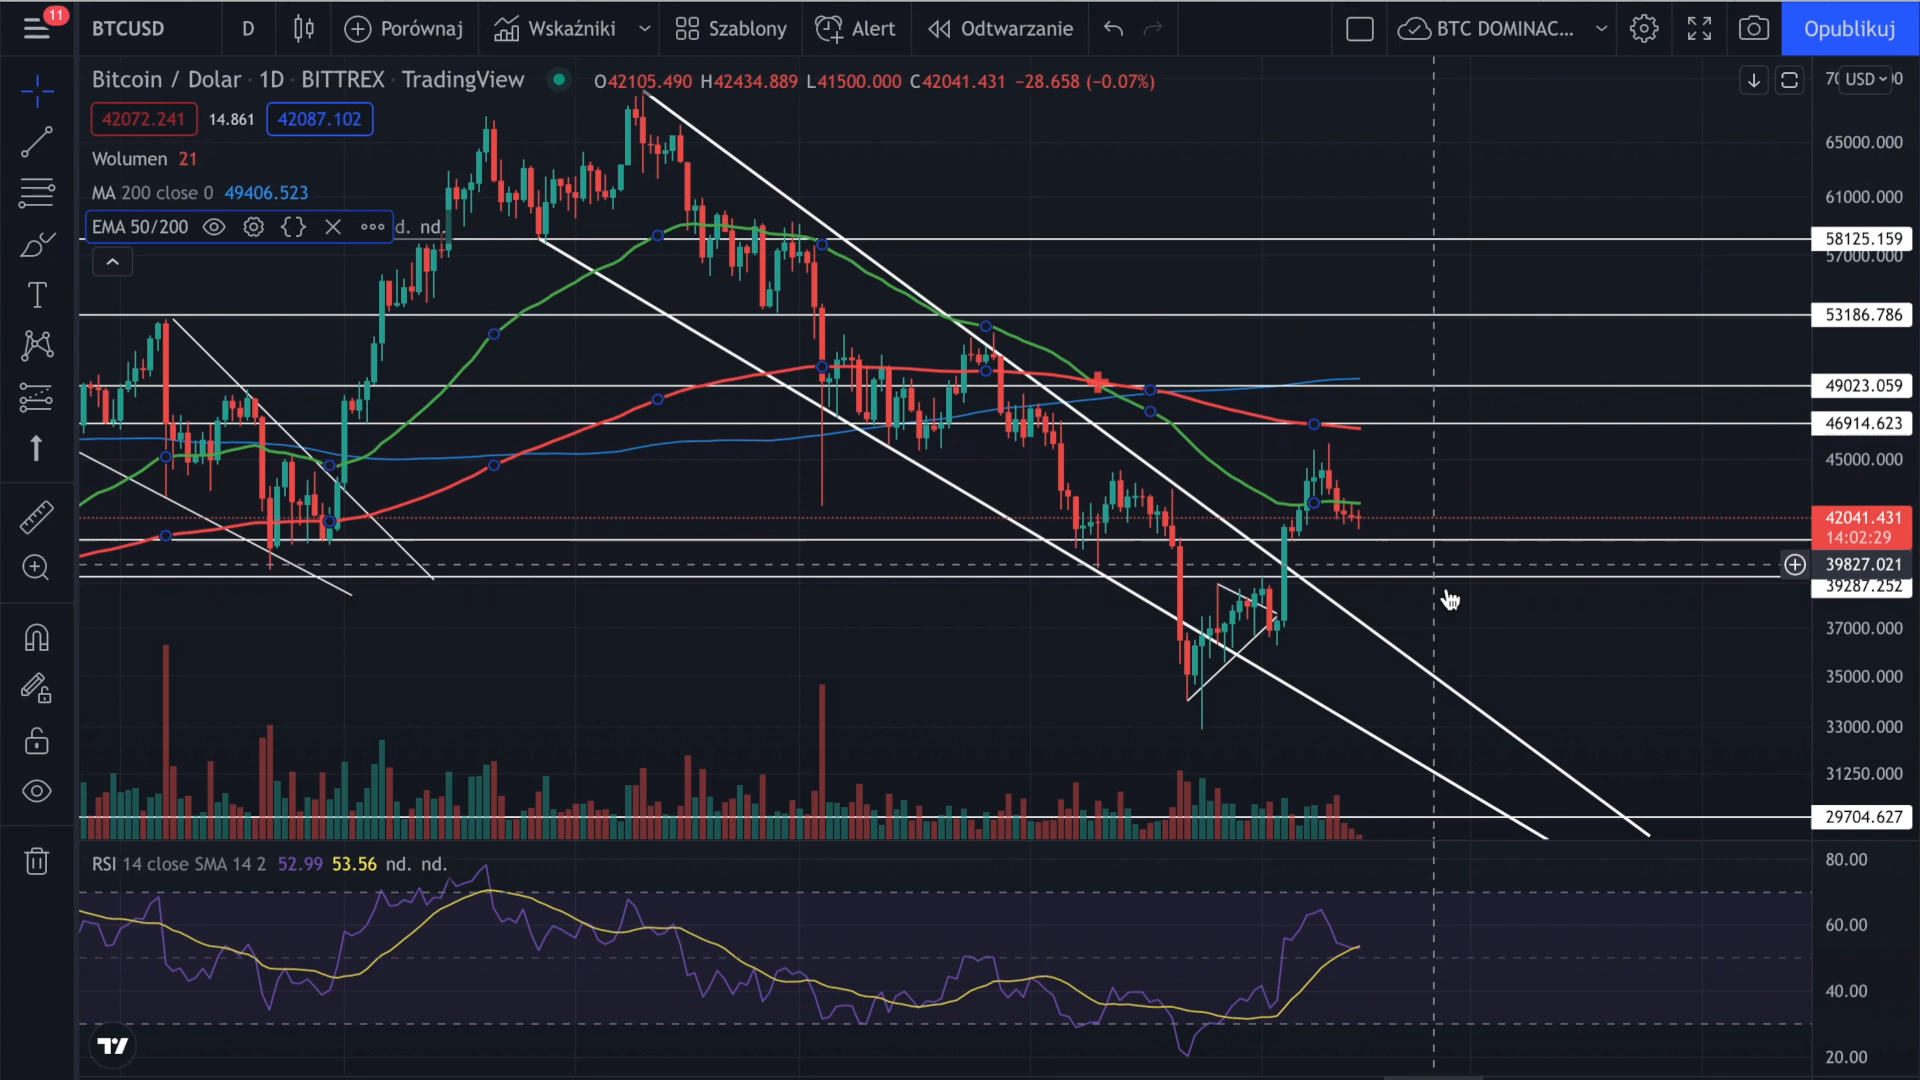 11
BTCUSD
D
Porównaj
Wskaźniki
Szablony
Alert
Odtwarzanie
BTC DOMINAC...
Opublikuj
Bitcoin / Dolar · 1D · BITTREX · TradingView
O42105.490 H42434.889 L41500.000 C42041.431 −28.658 (−0.07%)
USD
42072.241 14.861 42087.102
Wolumen 21
MA 200 close 0 49406.523
EMA 50/200
d. nd.
65000.000
61000.000
58125.159
57000.000
53186.786
49023.059
46914.623
45000.000
42041.431
14:02:29
39827.021
39287.252
37000.000
35000.000
33000.000
31250.000
29704.627
RSI 14 close SMA 14 2 52.99 53.56 nd. nd.
80.00
60.00
40.00
20.00